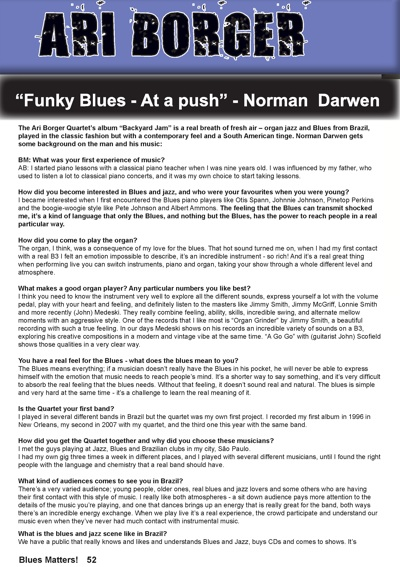 ARI BORGER
“Funky Blues - At a push” - Norman Darwen
The Ari Borger Quartet's album “Backyard Jam” is a real breath of fresh air – organ jazz and Blues from Brazil,
played in the classic fashion but with a contemporary feel and a South American tinge. Norman Darwen gets
some background on the man and his music:
BM: What was your first experience of music?
AB: I started piano lessons with a classical piano teacher when I was nine years old. I was influenced by my father, who
used to listen a lot to classical piano concerts, and it was my own choice to start taking lessons.
How did you become interested in Blues and jazz, and who were your favourites when you were young?
I became interested when I first encountered the Blues piano players like Otis Spann, Johnnie Johnson, Pinetop Perkins
and the boogie-woogie style like Pete Johnson and Albert Ammons. The feeling that the Blues can transmit shocked
me, it's a kind of language that only the Blues, and nothing but the Blues, has the power to reach people in a real
particular way.
How did you come to play the organ?
The organ, I think, was a consequence of my love for the blues. That hot sound turned me on, when I had my first contact
with a real B3 I felt an emotion impossible to describe, it's an incredible instrument - so rich! And it's a real great thing
when performing live you can switch instruments, piano and organ, taking your show through a whole different level and
atmosphere.
What makes a good organ player? Any particular numbers you like best?
I think you need to know the instrument very well to explore all the different sounds, express yourself a lot with the volume
pedal, play with your heart and feeling, and definitely listen to the masters like Jimmy Smith, Jimmy McGriff, Lonnie Smith
and more recently (John) Medeski. They really combine feeling, ability, skills, incredible swing, and alternate mellow
moments with an aggressive style. One of the records that I like most is “Organ Grinder” by Jimmy Smith, a beautiful
recording with such a true feeling. In our days Medeski shows on his records an incredible variety of sounds on a B3,
exploring his creative compositions in a modern and vintage vibe at the same time. “A Go Go” with (guitarist John) Scofield
shows those qualities in a very clear way.
You have a real feel for the Blues - what does the blues mean to you?
The Blues means everything; if a musician doesn't really have the Blues in his pocket, he will never be able to express
himself with the emotion that music needs to reach people's minds. It's a shorter way to say something, and it's very difficult
to absorb the real feeling that the blues needs. Without that feeling, it doesn't sound real and natural. The blues is simple
and very hard at the same time - it's a challenge to learn the real meaning of it.
Is the Quartet your first band?
I played in several different bands in Brazil but the quartet was my own first project. I recorded my first album in 1996 in
New Orleans, my second in 2007 with my quartet, and the third one this year with the same band.
How did you get the Quartet together and why did you choose these musicians?
I met the guys playing at Jazz, Blues and Brazilian clubs in my city, São Paulo.
I had my own gig three times a week in different places, and I played with several different musicians, until I found the right
people with the language and chemistry that a real band should have.
What kind of audiences comes to see you in Brazil?
There's a very varied audience; young people, older ones, real blues and jazz lovers and some others who are having
their first contact with this style of music. I really like both atmospheres - a sit down audience pays more attention to the
details of the music you're playing, and one that dances brings up an energy that is really great for the band, both ways
there's an incredible energy exchange. When we play live it's a real experience, the crowd participate and understand our
music even when they've never had much contact with instrumental music.
What is the blues and jazz scene like in Brazil?
We have a public that really knows and likes and understands Blues and Jazz, buys CDs and comes to shows. It's
Blues Matters! 52